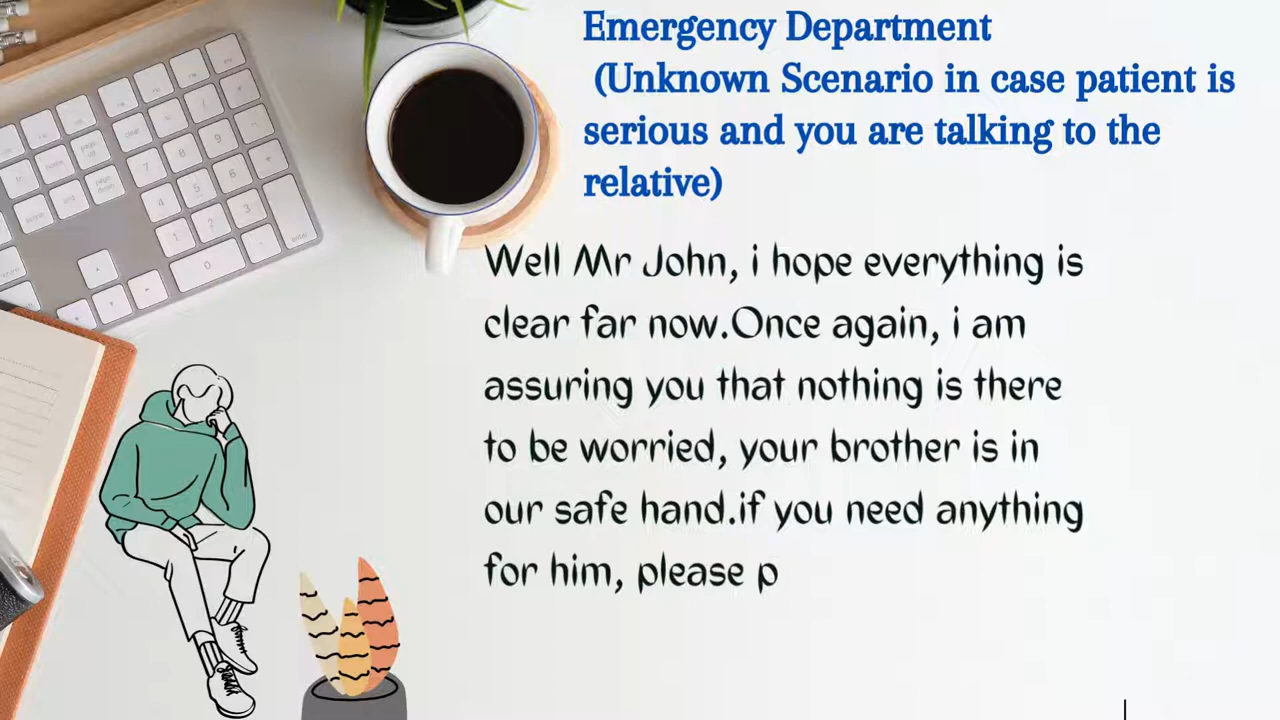 Emergency Department
(Unknown Scenario in case patient is
serious and you are talking to the
relative)
Well Mr John, i hope everything is
clear far now.Once again, i am
assuring you that nothing is there
to be worried, your brother is in
our safe hand.if you need anything
for him, please p